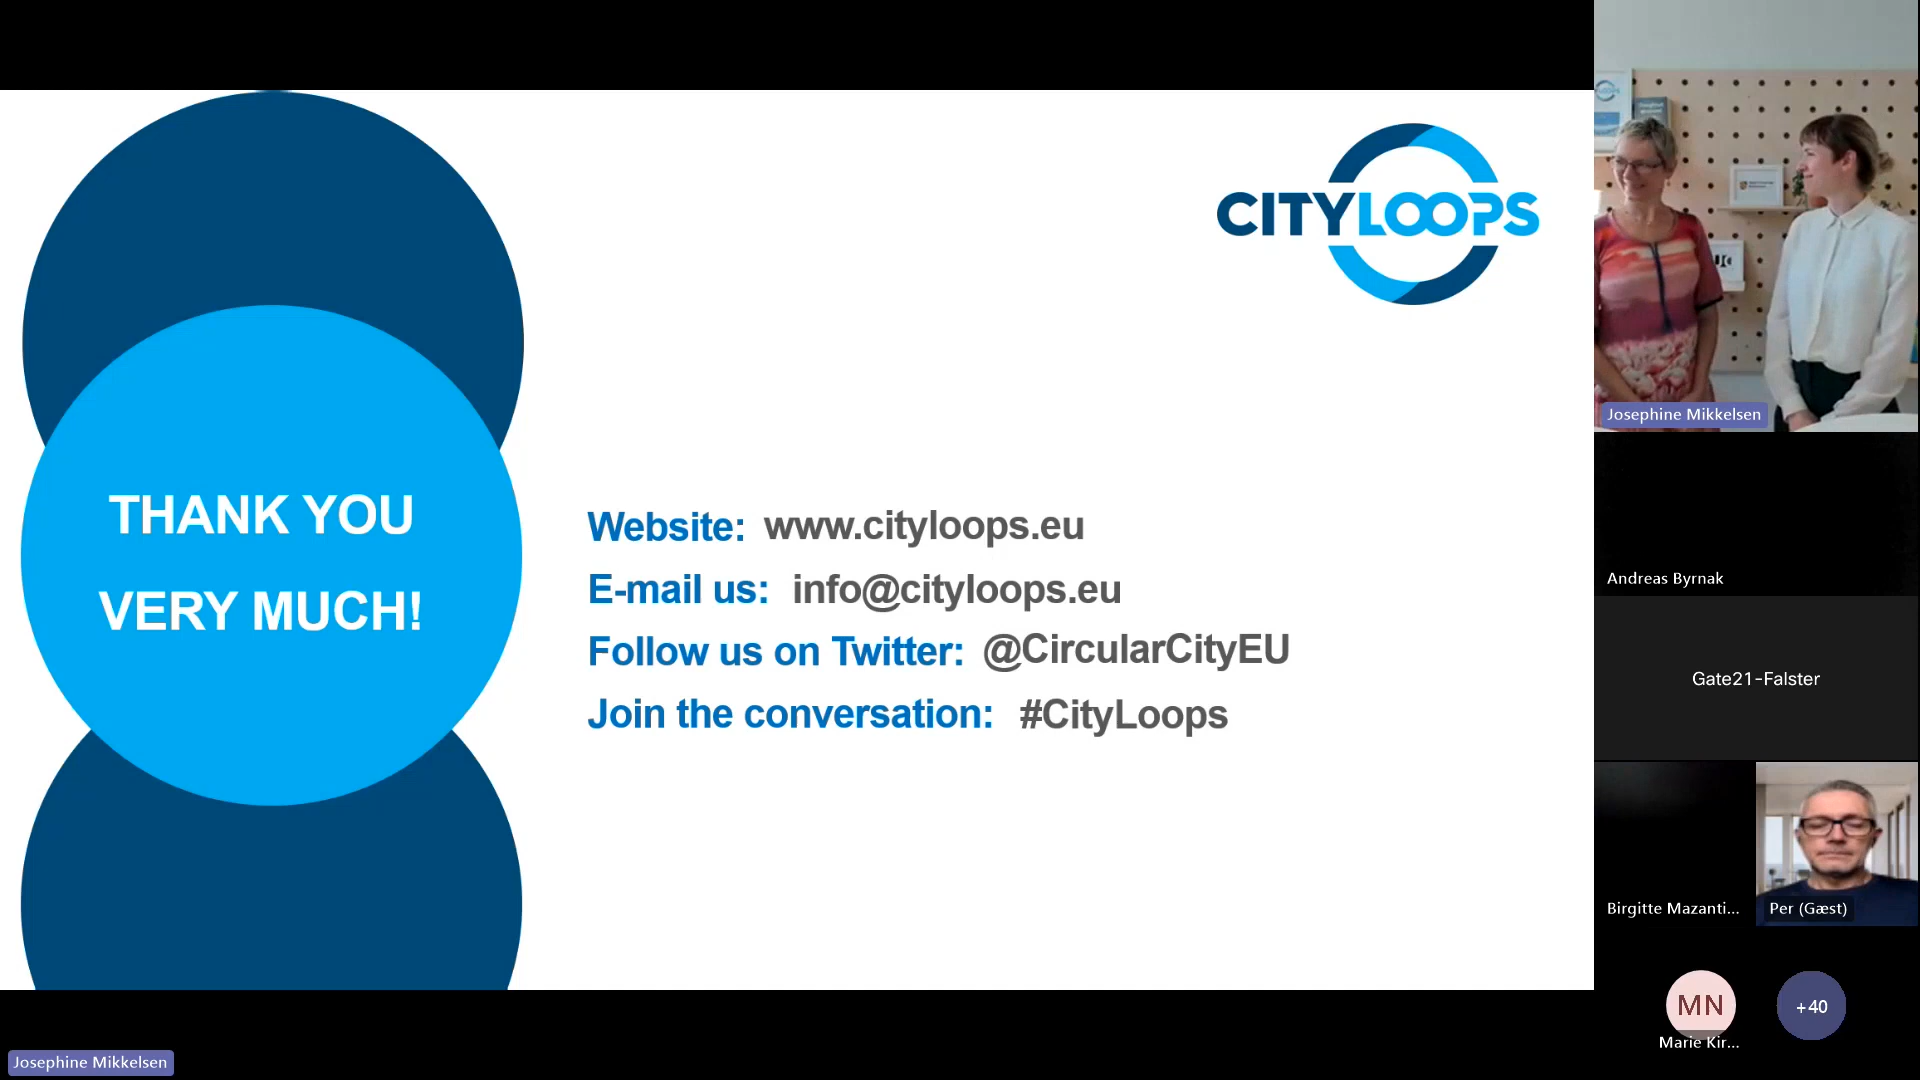 CITYLOOPS
THANK YOU
VERY MUCH!
Website: www.cityloops.eu
E-mail us: info@cityloops.eu
Follow us on Twitter: @CircularCityEU
Join the conversation: #CityLoops
Josephine Mikkelsen
Josephine Mikkelsen
Andreas Byrnak
Gate21-Falster
Birgitte Mazanti...
Per (Gæst)
MN
+40
Marie Kir...